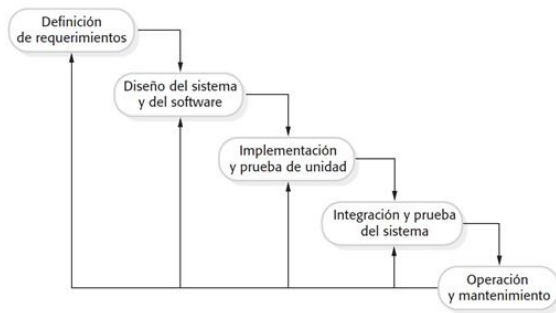 Definición
de requerimientos
Diseño del sistema
y del software
Implementación
y prueba de unidad
Integración y prueba
del sistema
Operación
y mantenimiento